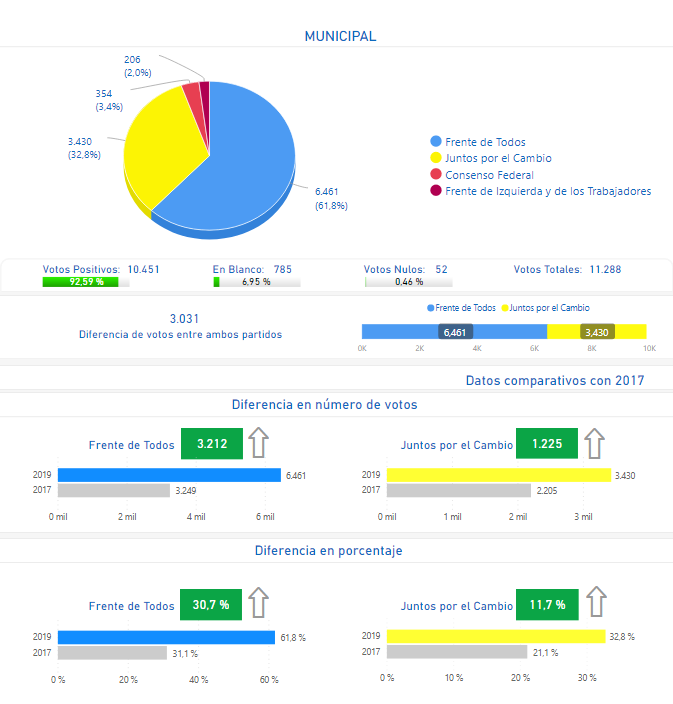 MUNICIPAL
206
(2,0%)
354
(3,4%)
3.430
(32,8%)
6.461
(61,8%)
Frente de Todos
Juntos por el Cambio
Consenso Federal
Frente de Izquierda y de los Trabajadores
Votos Positivos: 10.451
92,59 %
En Blanco: 785
6,95 %
Votos Nulos: 52
0,46 %
Votos Totales: 11.288
3.031
Diferencia de votos entre ambos partidos
Frente de Todos Juntos por el Cambio
6,461 3,430
0K 2K 4K 6K 8K 10K
Datos comparativos con 2017
Diferencia en número de votos
Frente de Todos 3.212
2019 6.461
2017 3.249
0 mil 2 mil 4 mil 6 mil
Juntos por el Cambio 1.225
2019 3.430
2017 2.205
0 mil 1 mil 2 mil 3 mil
Diferencia en porcentaje
Frente de Todos 30,7 %
2019 61,8 %
2017 31,1 %
0 % 20 % 40 % 60 %
Juntos por el Cambio 11,7 %
2019 32,8 %
2017 21,1 %
0 % 10 % 20 % 30 %